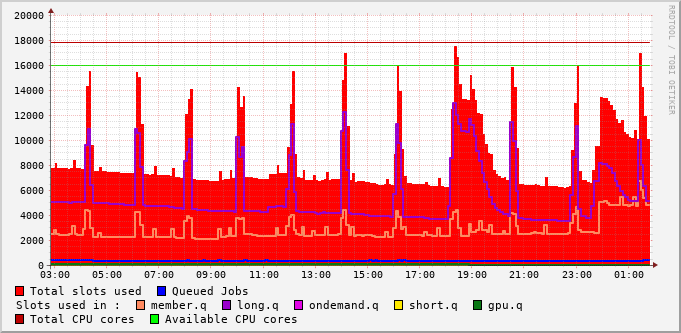 20000
18000
16000
14000
12000
10000
8000
6000
4000
2000
0
03:00 05:00 07:00 09:00 11:00 13:00 15:00 17:00 19:00 21:00 23:00 01:00
Total slots used Queued Jobs
Slots used in : member.q long.q ondemand.q short.q gpu.q
Total CPU cores Available CPU cores
RRDTOOL / TOBI OETIKER